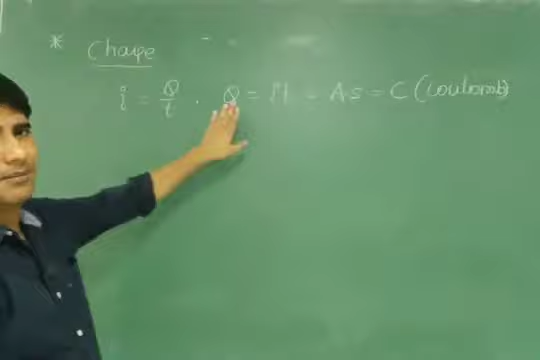 * Charge
i = Q/t . Q = it = As = C (coulomb)